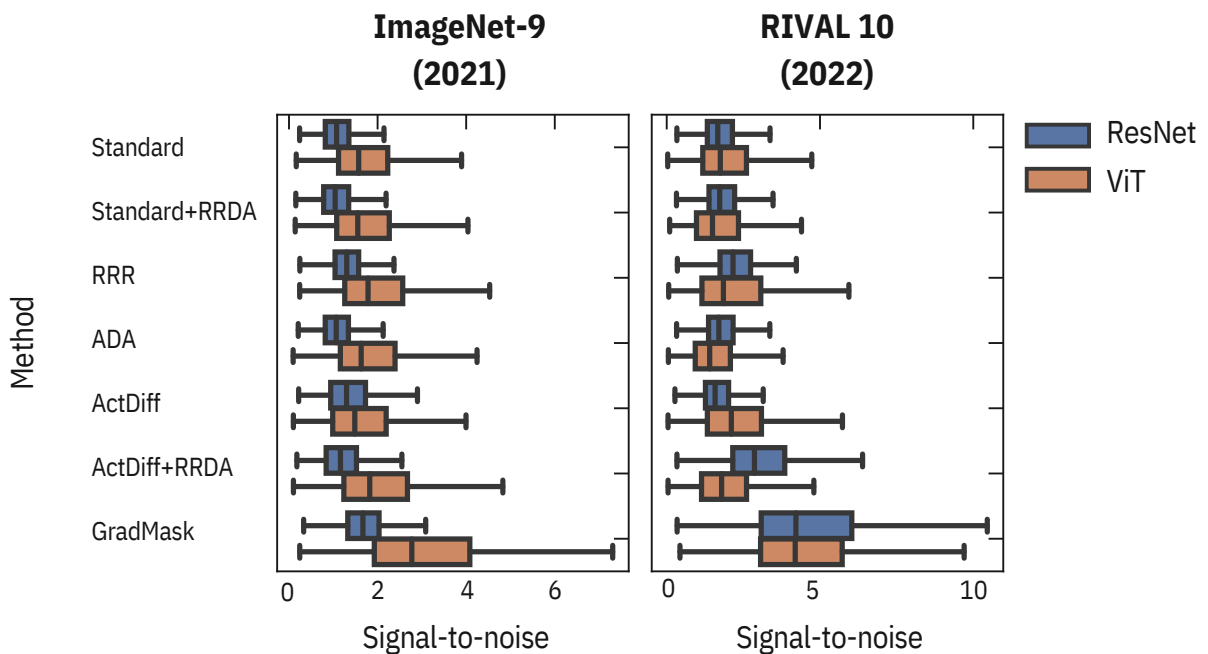 ImageNet-9
(2021)
RIVAL 10
(2022)
ResNet
ViT
Method
Standard
Standard+RRDA
RRR
ADA
ActDiff
ActDiff+RRDA
GradMask
0 2 4 6
0 5 10
Signal-to-noise
Signal-to-noise